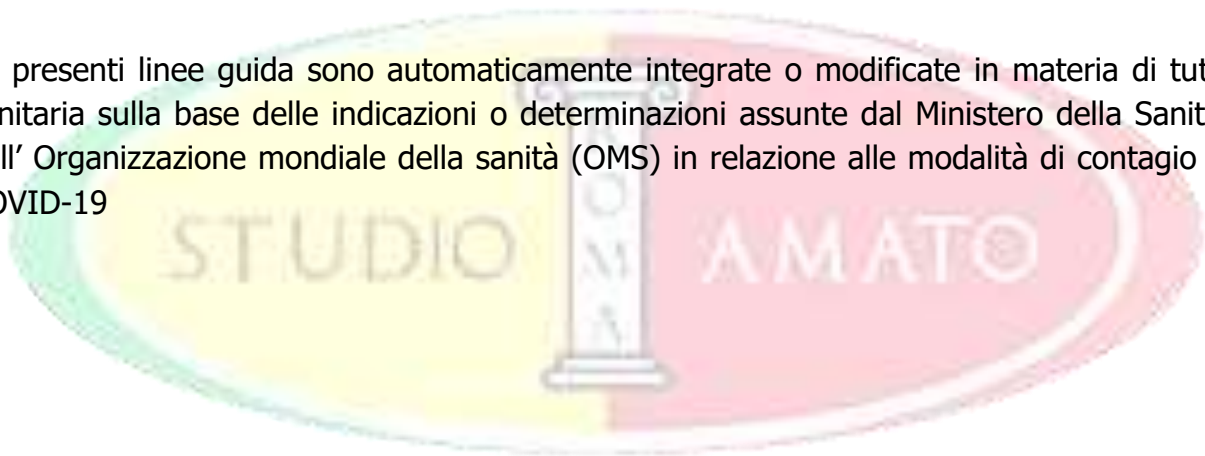 presenti linee guida sono automaticamente integrate o modificate in materia di tut
nitaria sulla base delle indicazioni o determinazioni assunte dal Ministero della Sanit
ll’ Organizzazione mondiale della sanità (OMS) in relazione alle modalità di contagio
OVID-19
STUDIO ROMA AMATO